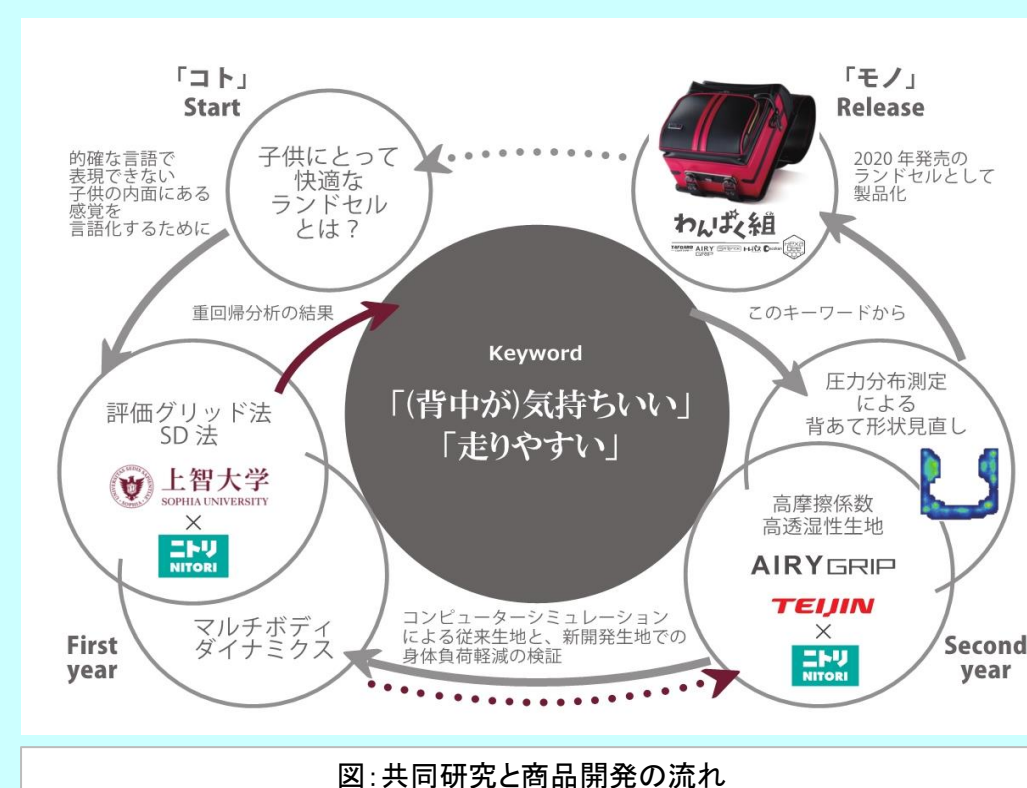 「コト」
Start
的確な言語で
表現できない
子供の内面にある
感覚を
言語化するために
子供にとって
快適な
ランドセル
とは？
「モノ」
Release
2020 年発売の
ランドセルとして
製品化
わんぱく組
ぐみ
AIRY
GRIP
重回帰分析の結果
このキーワードから
Keyword
「(背中が)気持ちいい」
「走りやすい」
評価グリッド法
SD 法
上智大学
SOPHIA UNIVERSITY
×
ニトリ
NITORI
圧力分布測定
による
背あて形状見直し
高摩擦係数
高透湿性生地
AIRYGRIP
TEIJIN
×
ニトリ
NITORI
マルチボディ
ダイナミクス
コンピューターシミュレーション
による従来生地と、新開発生地での
身体負荷軽減の検証
First
year
Second
year
図：共同研究と商品開発の流れ